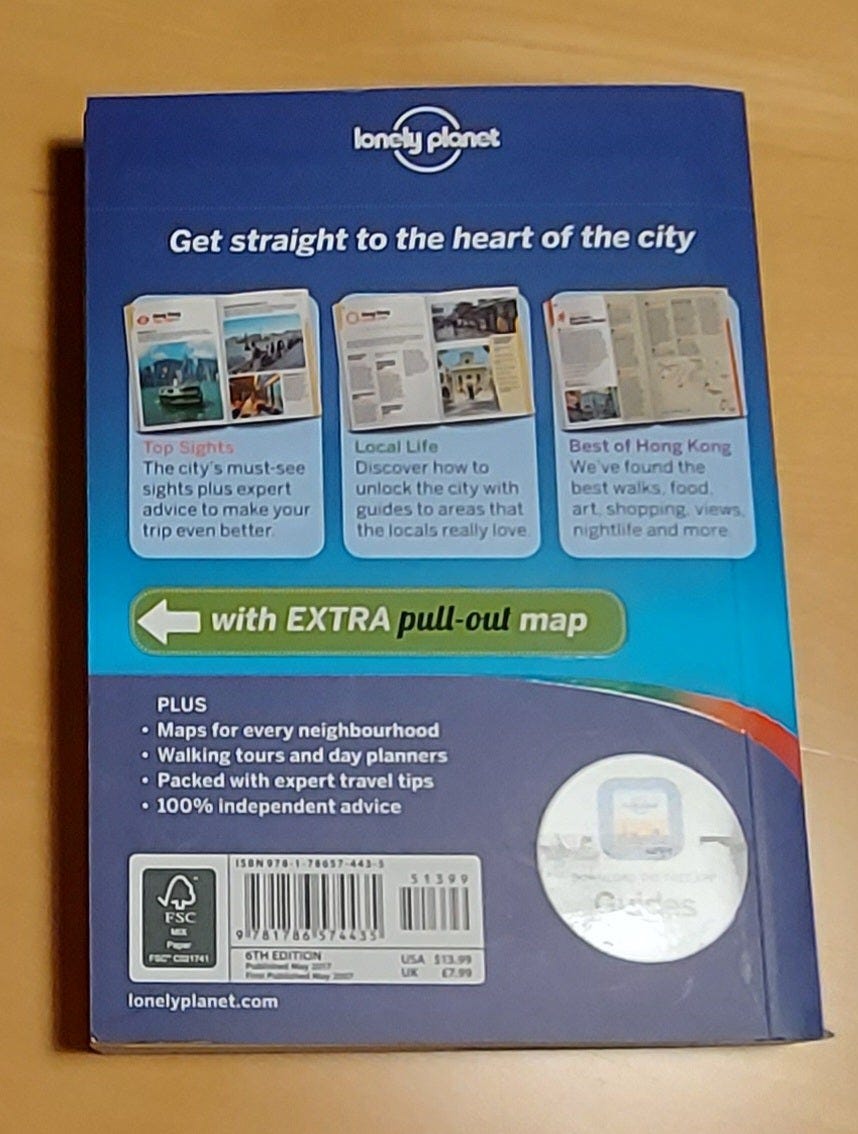 lonely planet
Get straight to the heart of the city
Top Sights
The city's must-see
sights plus expert
advice to make your
trip even better.
Local Life
Discover how to
unlock the city with
guides to areas that
the locals really love
Best of Hong Kong
We've found the
best walks, food,
art, shopping, views,
nightlife and more
with EXTRA pull-out map
PLUS
• Maps for every neighbourhood
• Walking tours and day planners
• Packed with expert travel tips
• 100% independent advice
ISBN 978-1-78657-443-5
51399
9 781786 574435
FSC
MIX
Paper
FSC™ C021741
6TH EDITION
Published May 2017
First Published May 2007
USA $13.99
UK £7.99
DOWNLOAD THE FREE APP
Guides
lonelyplanet.com